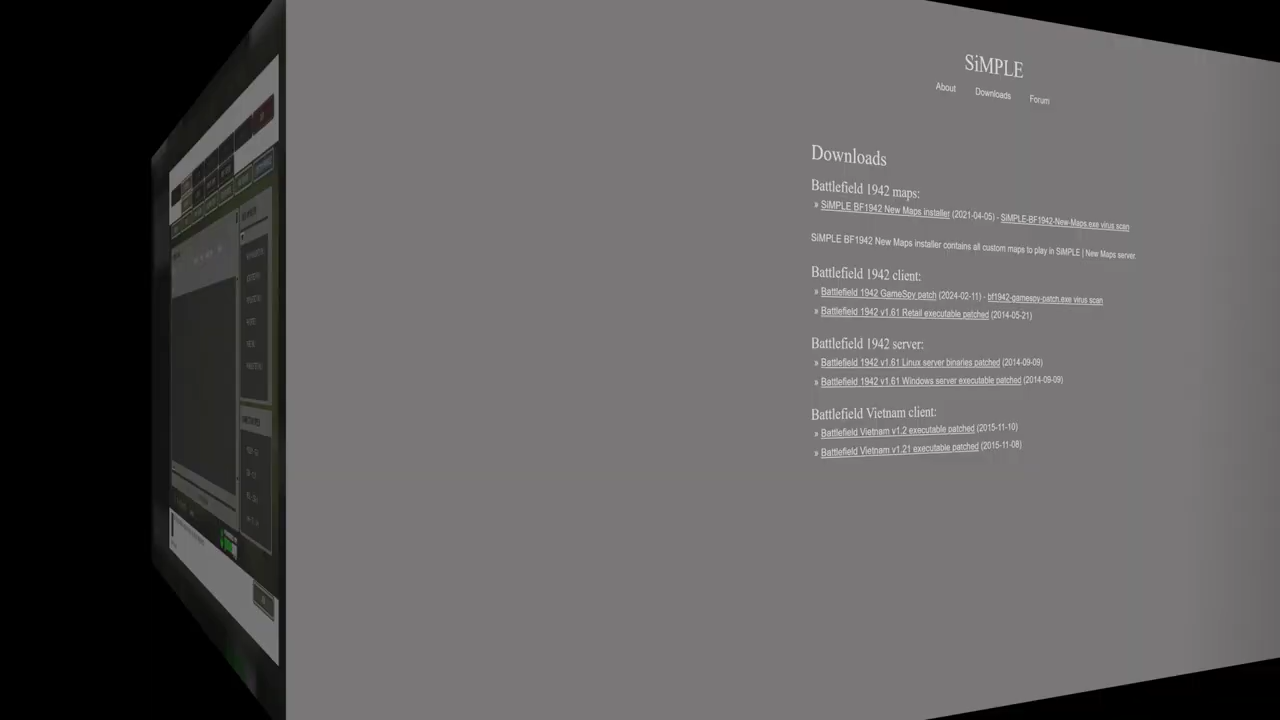 SiMPLE
About Downloads Forum
Downloads
Battlefield 1942 maps:
» SiMPLE BF1942 New Maps installer (2021-04-05) - SiMPLE-BF1942-New-Maps.exe virus scan
SiMPLE BF1942 New Maps installer contains all custom maps to play in SiMPLE | New Maps server.
Battlefield 1942 client:
» Battlefield 1942 GameSpy patch (2024-02-11) - bf1942-gamespy-patch.exe virus scan
» Battlefield 1942 v1.61 Retail executable patched (2014-05-21)
Battlefield 1942 server:
» Battlefield 1942 v1.61 Linux server binaries patched (2014-09-09)
» Battlefield 1942 v1.61 Windows server executable patched (2014-09-09)
Battlefield Vietnam client:
» Battlefield Vietnam v1.2 executable patched (2015-11-10)
» Battlefield Vietnam v1.21 executable patched (2015-11-08)